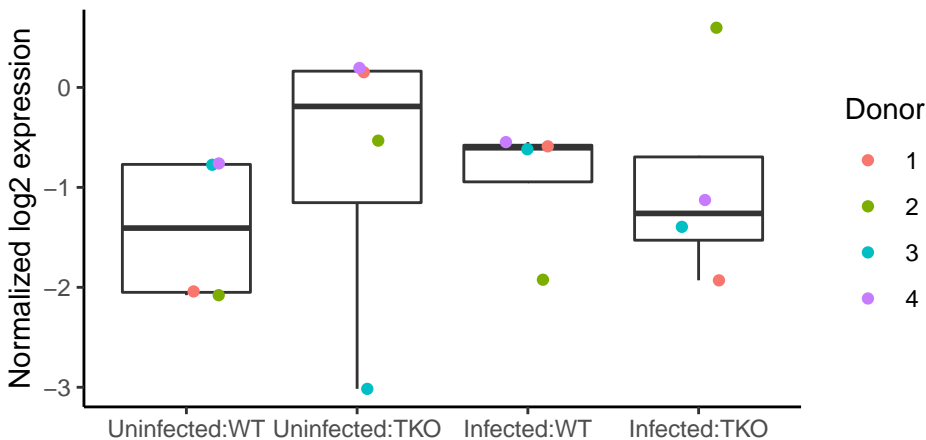 Normalized log2 expression
0
−1
−2
−3
Uninfected:WT Uninfected:TKO Infected:WT Infected:TKO
Donor
1
2
3
4